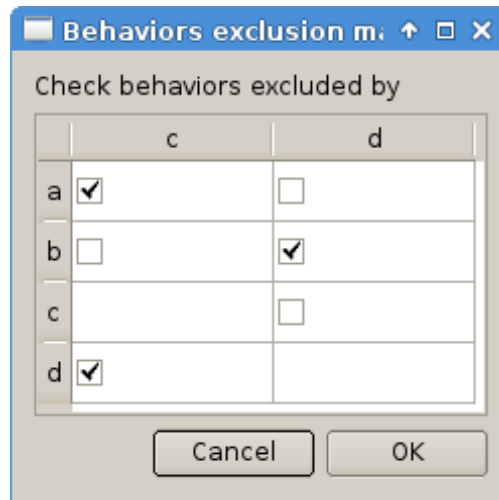 Behaviors exclusion m
Check behaviors excluded by
c d
a
b
c
d
Cancel OK